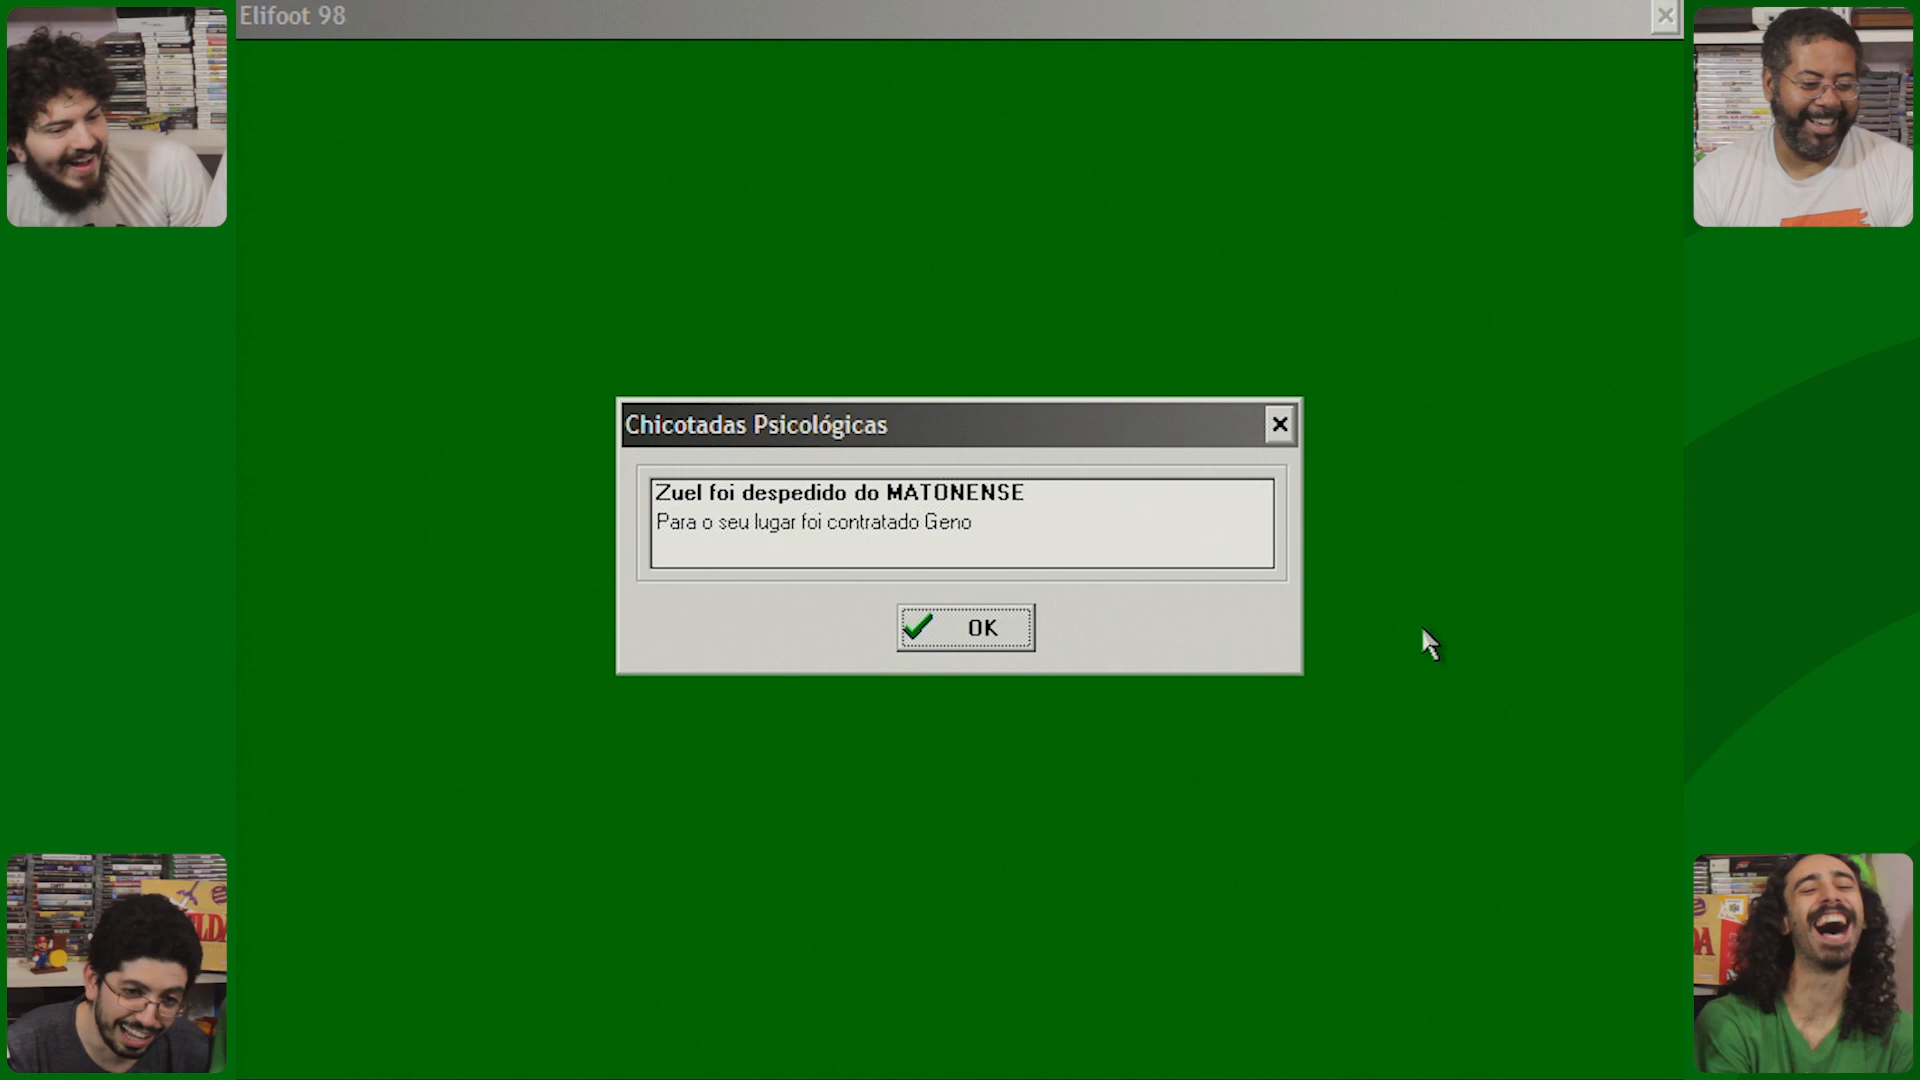 Elifoot 98
Chicotadas Psicológicas
Zuel foi despedido do MATONENSE
Para o seu lugar foi contratado Geno
OK